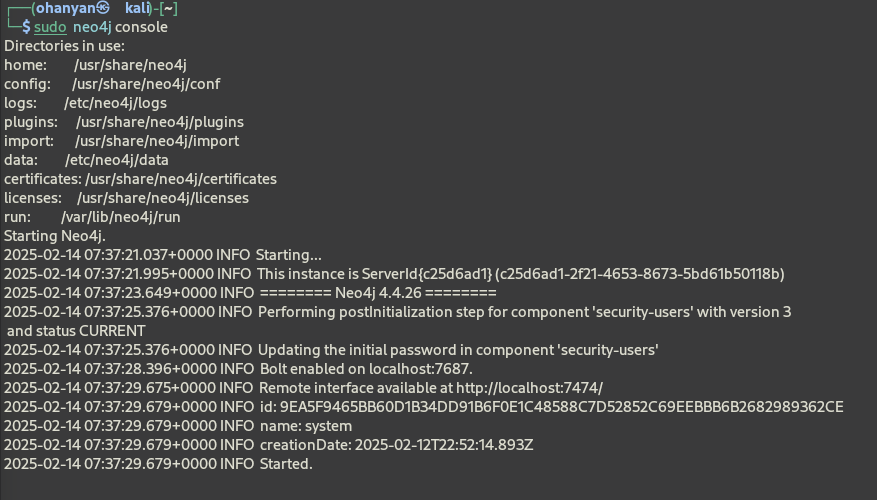 ┌──(ohanyan㉿ kali)-[~]
└─$ sudo neo4j console
Directories in use:
home: /usr/share/neo4j
config: /usr/share/neo4j/conf
logs: /etc/neo4j/logs
plugins: /usr/share/neo4j/plugins
import: /usr/share/neo4j/import
data: /etc/neo4j/data
certificates: /usr/share/neo4j/certificates
licenses: /usr/share/neo4j/licenses
run: /var/lib/neo4j/run
Starting Neo4j.
2025-02-14 07:37:21.037+0000 INFO Starting...
2025-02-14 07:37:21.995+0000 INFO This instance is ServerId{c25d6ad1} (c25d6ad1-2f21-4653-8673-5bd61b50118b)
2025-02-14 07:37:23.649+0000 INFO ======== Neo4j 4.4.26 ========
2025-02-14 07:37:25.376+0000 INFO Performing postInitialization step for component 'security-users' with version 3
and status CURRENT
2025-02-14 07:37:25.376+0000 INFO Updating the initial password in component 'security-users'
2025-02-14 07:37:28.396+0000 INFO Bolt enabled on localhost:7687.
2025-02-14 07:37:29.675+0000 INFO Remote interface available at http://localhost:7474/
2025-02-14 07:37:29.679+0000 INFO id: 9EA5F9465BB60D1B34DD91B6F0E1C48588C7D52852C69EEBBB6B2682989362CE
2025-02-14 07:37:29.679+0000 INFO name: system
2025-02-14 07:37:29.679+0000 INFO creationDate: 2025-02-12T22:52:14.893Z
2025-02-14 07:37:29.679+0000 INFO Started.